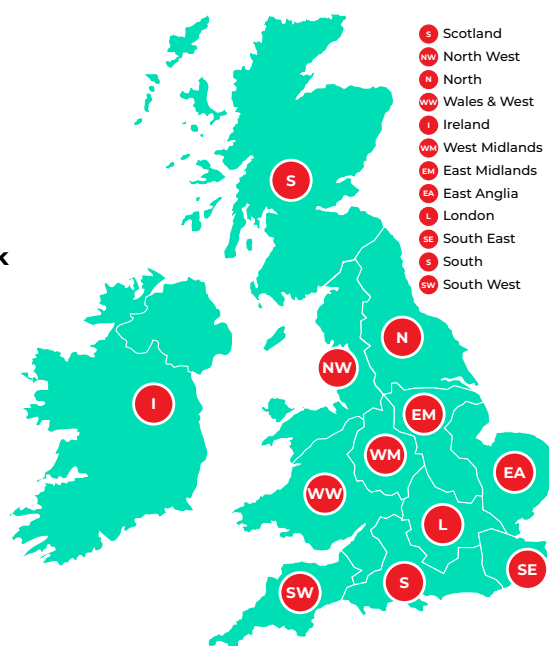 S Scotland
NW North West
N North
WW Wales & West
I Ireland
WM West Midlands
EM East Midlands
EA East Anglia
L London
SE South East
S South
SW South West
k
S
N
NW
I
EM
WM
EA
WW
L
SE
S
SW